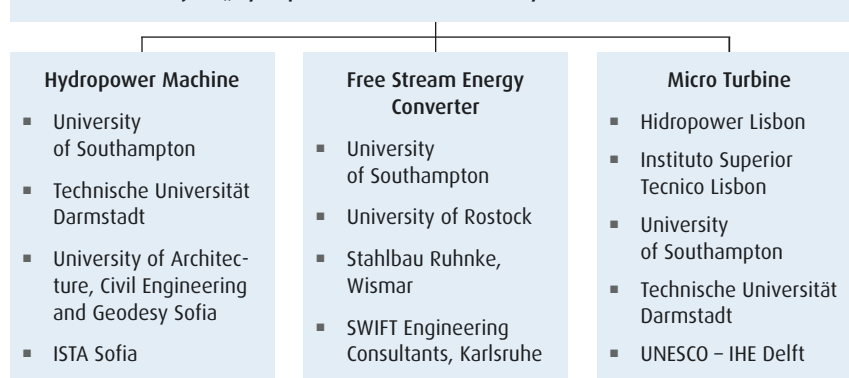 Hydropower Machine
▪ University
of Southampton
▪ Technische Universität
Darmstadt
▪ University of Architec-
ture, Civil Engineering
and Geodesy Sofia
▪ ISTA Sofia
Free Stream Energy
Converter
▪ University
of Southampton
▪ University of Rostock
▪ Stahlbau Ruhnke,
Wismar
▪ SWIFT Engineering
Consultants, Karlsruhe
Micro Turbine
▪ Hidropower Lisbon
▪ Instituto Superior
Tecnico Lisbon
▪ University
of Southampton
▪ Technische Universität
Darmstadt
▪ UNESCO – IHE Delft